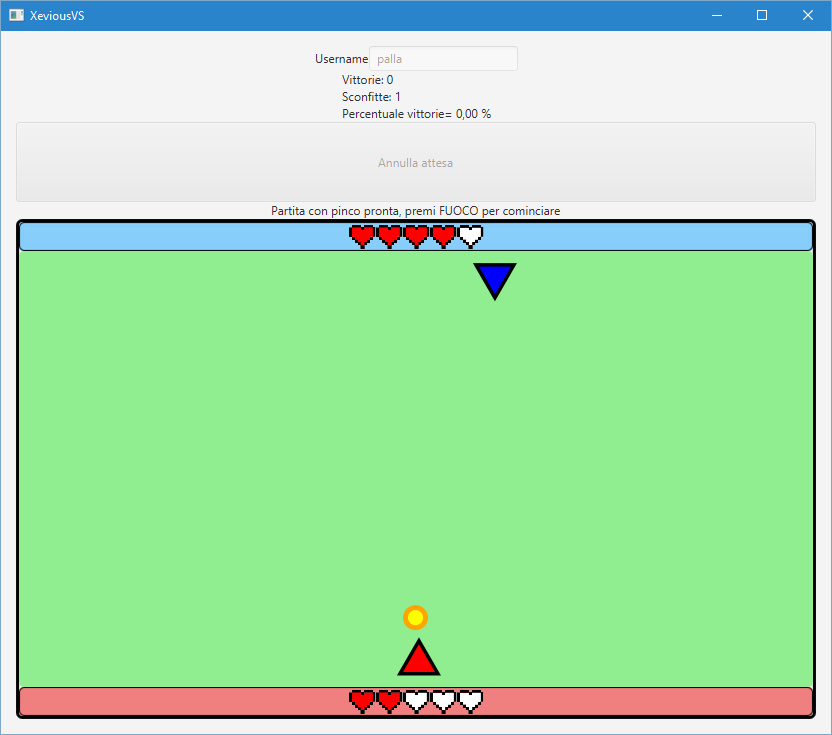 XeviousVS
Username palla
Vittorie: 0
Sconfitte: 1
Percentuale vittorie= 0,00 %
Annulla attesa
Partita con pinco pronta, premi FUOCO per cominciare